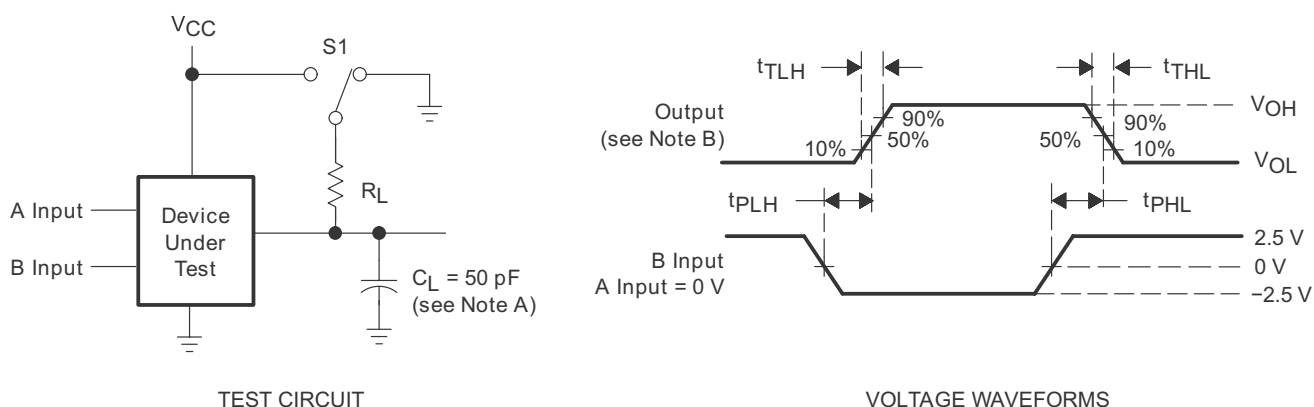 VCC
S1
RL
A Input
B Input
Device
Under
Test
CL = 50 pF
(see Note A)
TEST CIRCUIT
tTLH
tTHL
Output
(see Note B)
10%
50%
90%
50%
90%
10%
VOH
VOL
tPLH
tPHL
B Input
A Input = 0 V
2.5 V
0 V
−2.5 V
VOLTAGE WAVEFORMS